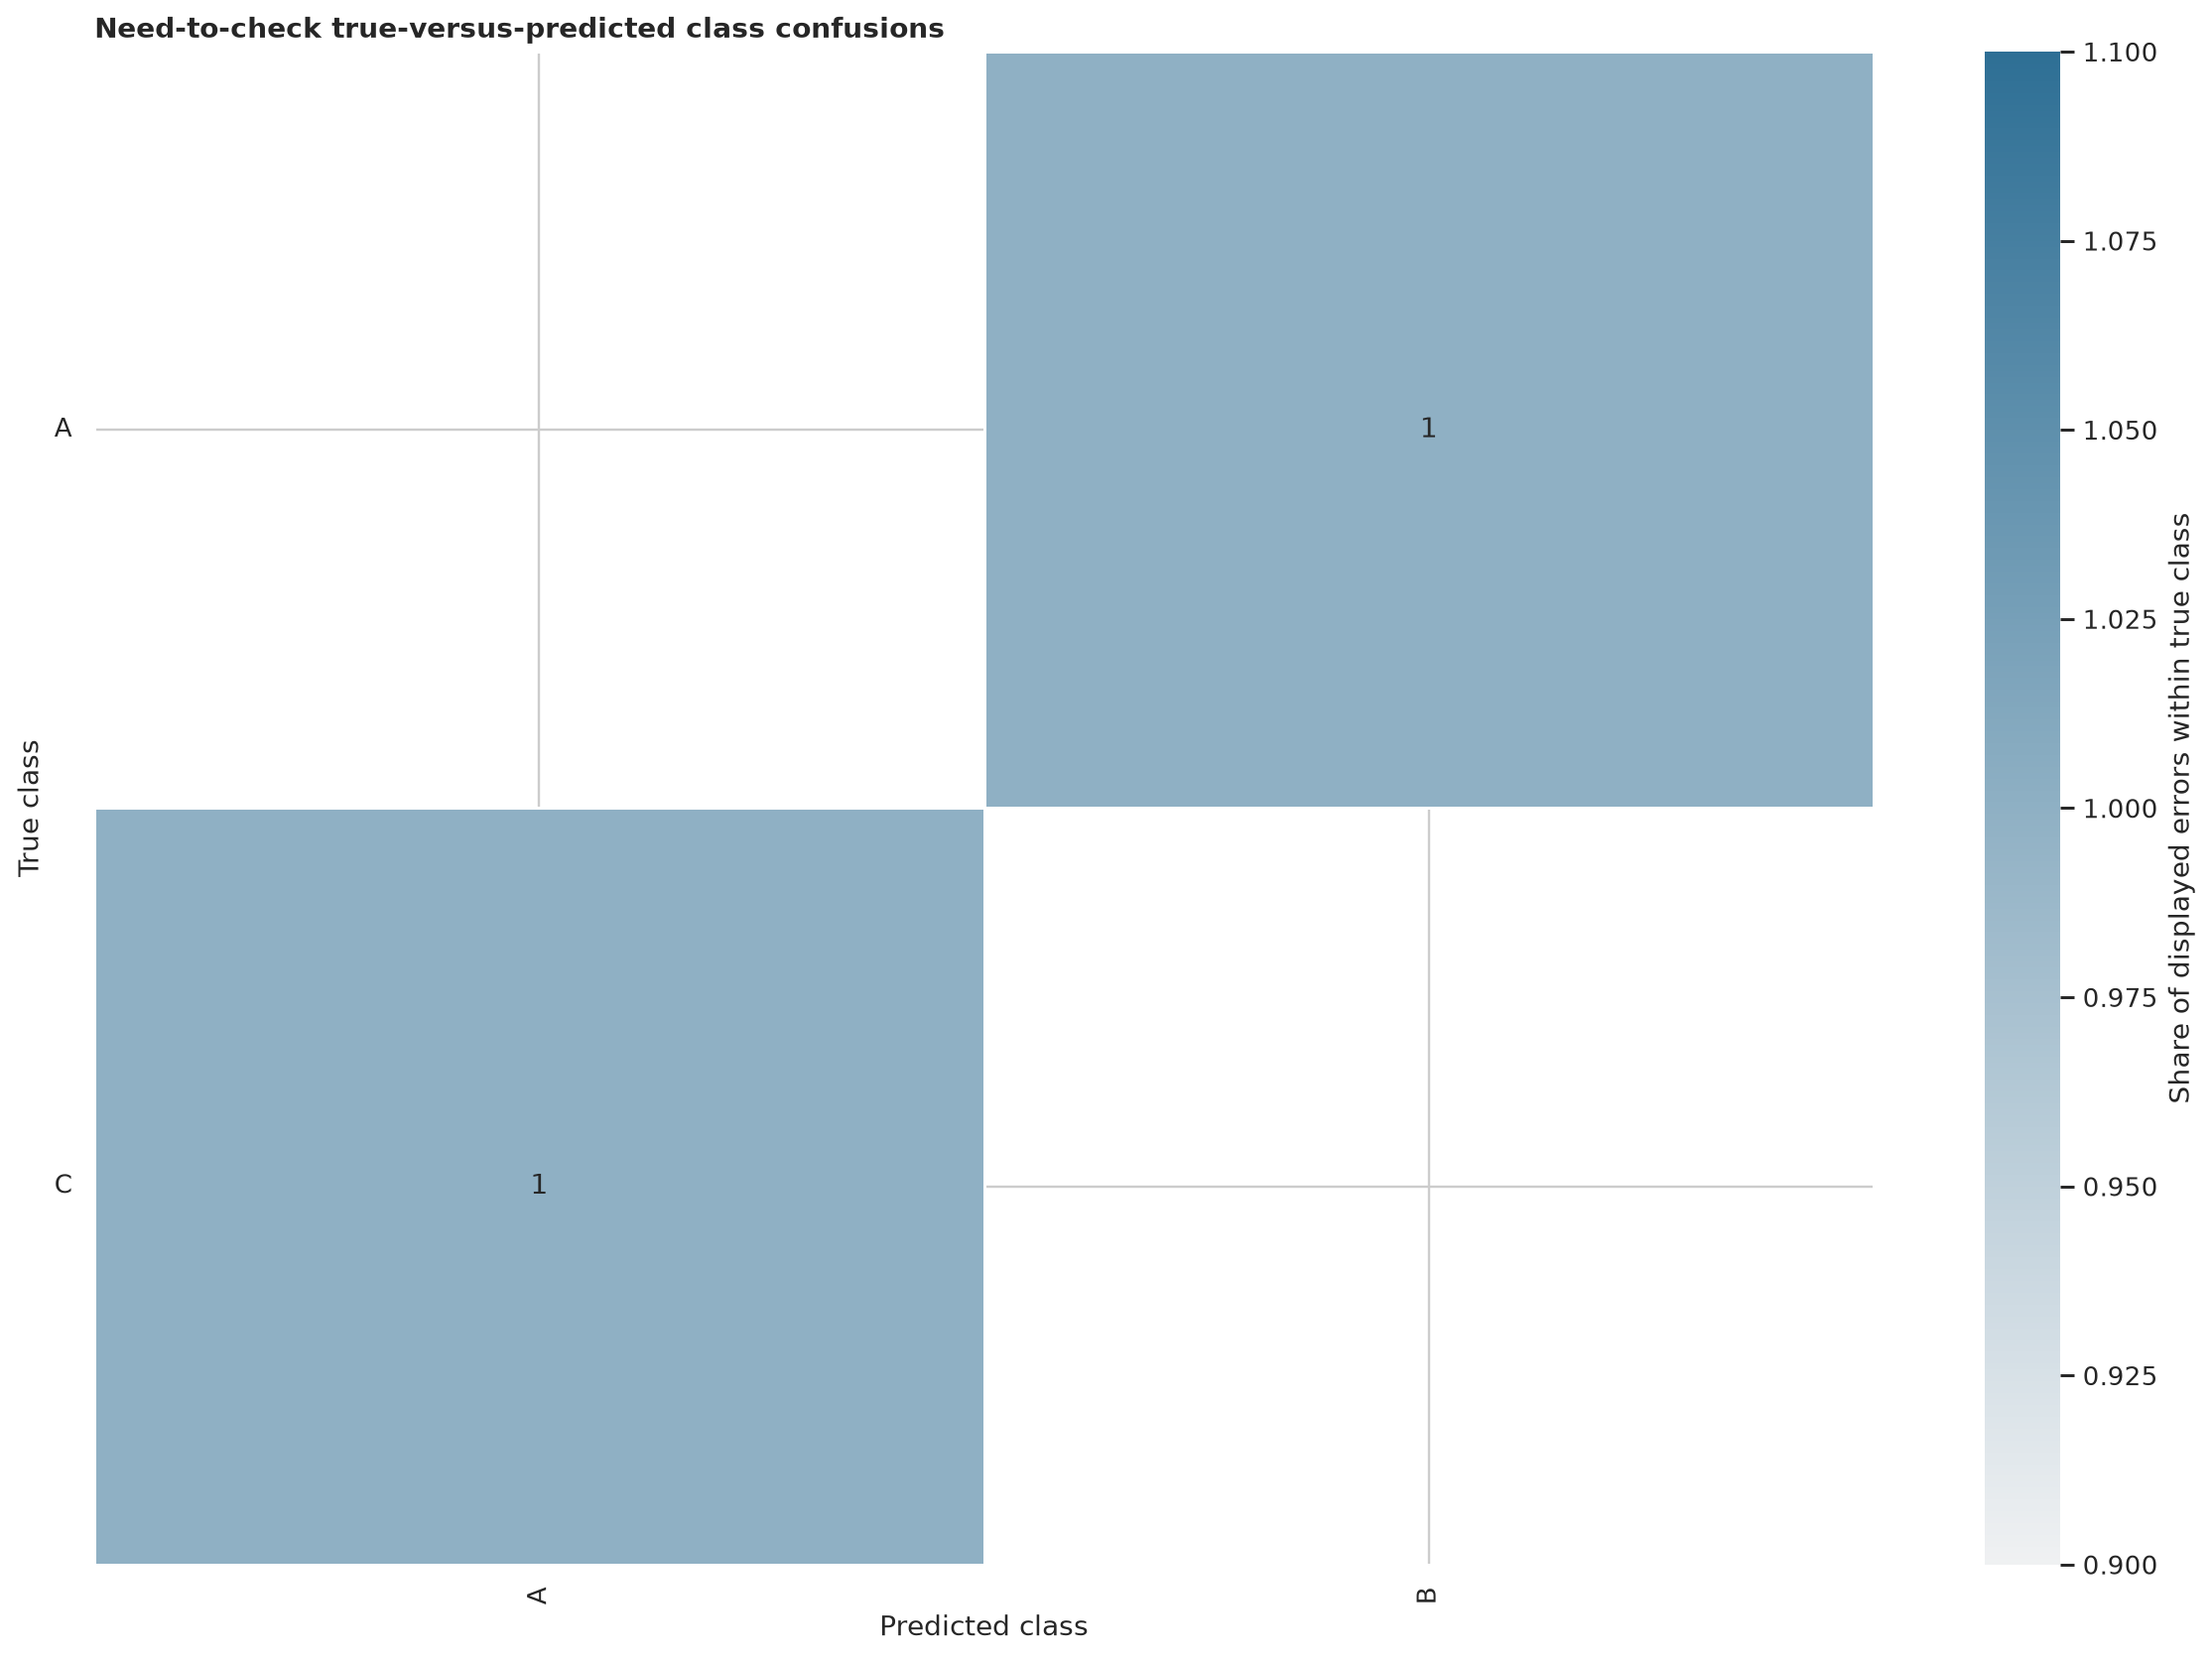 Need-to-check true-versus-predicted class confusions
True class
A
1
C
1
A
B
Predicted class
1.100
1.075
1.050
1.025
1.000
0.975
0.950
0.925
0.900
Share of displayed errors within true class